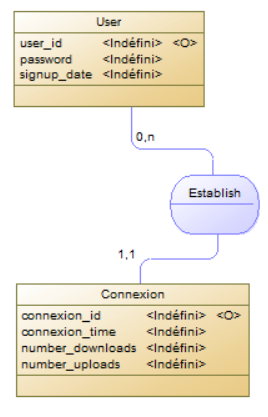 User
user_id <Indéfini> <O>
password <Indéfini>
signup_date <Indéfini>
0,n
Establish
1,1
Connexion
connexion_id <Indéfini> <O>
connexion_time <Indéfini>
number_downloads <Indéfini>
number_uploads <Indéfini>